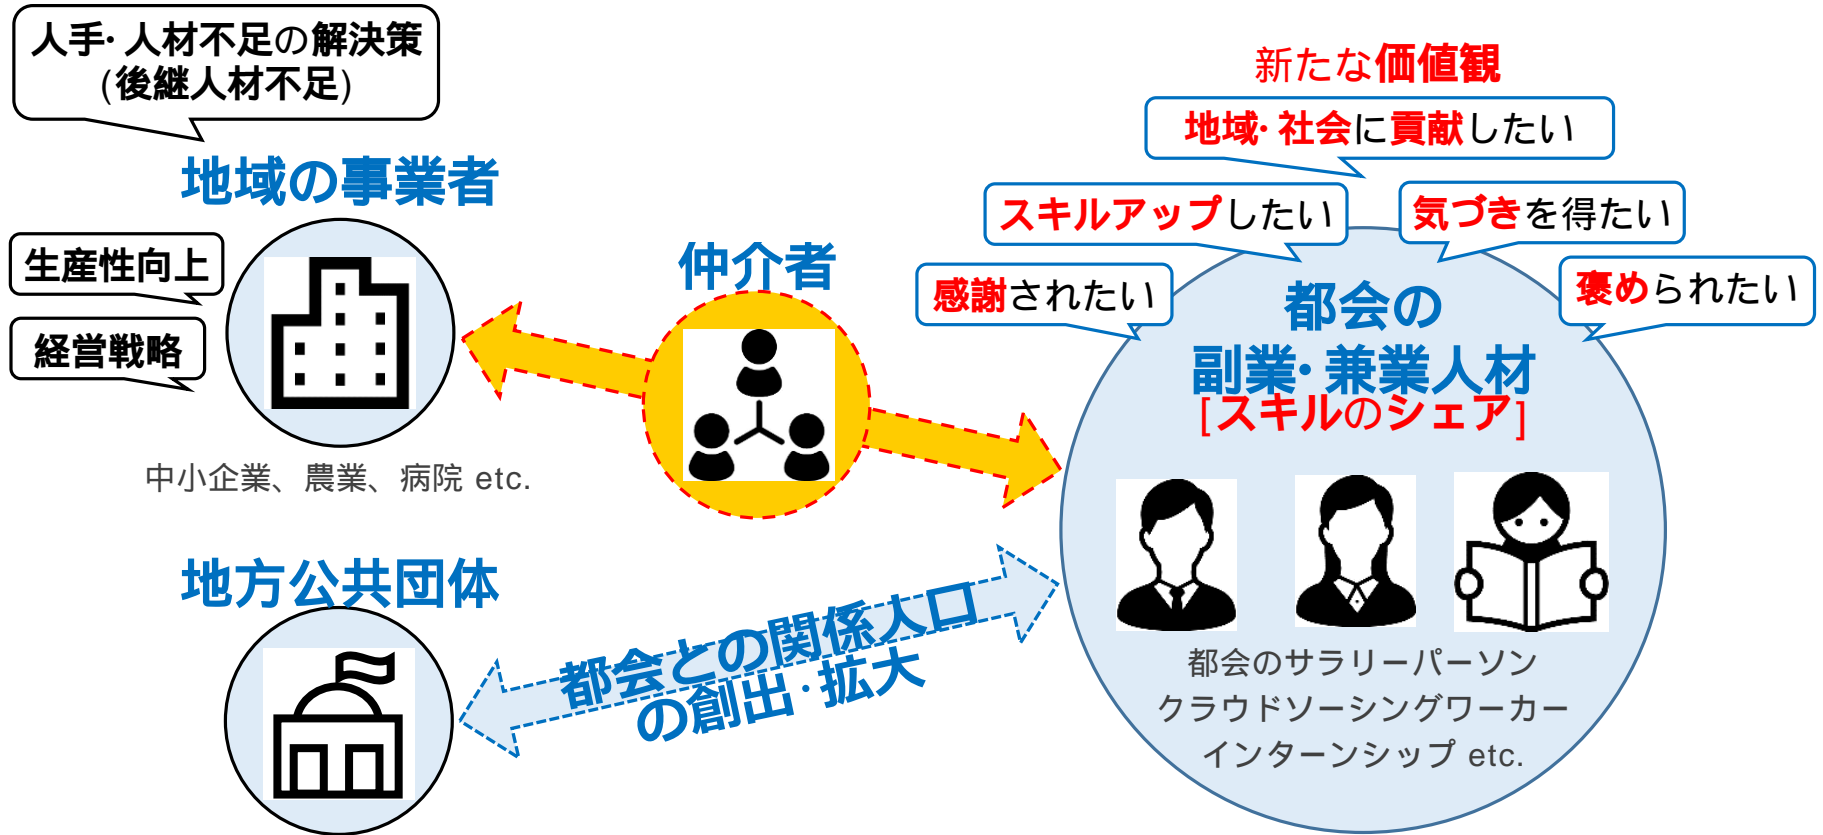 人手・人材不足の解決策
(後継人材不足)
地域の事業者
生産性向上
経営戦略
中小企業、農業、病院 etc.
仲介者
新たな価値観
地域・社会に貢献したい
スキルアップしたい
気づきを得たい
感謝されたい
褒められたい
都会の
副業・兼業人材
[スキルのシェア]
都会のサラリーパーソン
クラウドソーシングワーカー
インターンシップ etc.
地方公共団体
都会との関係人口
の創出・拡大